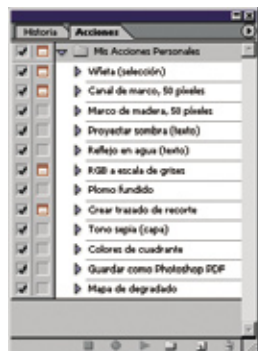 Historia Acciones
Mis Acciones Personales
Viñeta (selección)
Canal de marco, 50 píxeles
Marco de madera, 50 píxeles
Proyectar sombra (texto)
Reflejo en agua (texto)
RGB a escala de grises
Plomo fundido
Crear trazado de recorte
Tono sepia (capa)
Colores de cuadrante
Guardar como Photoshop PDF
Mapa de degradado